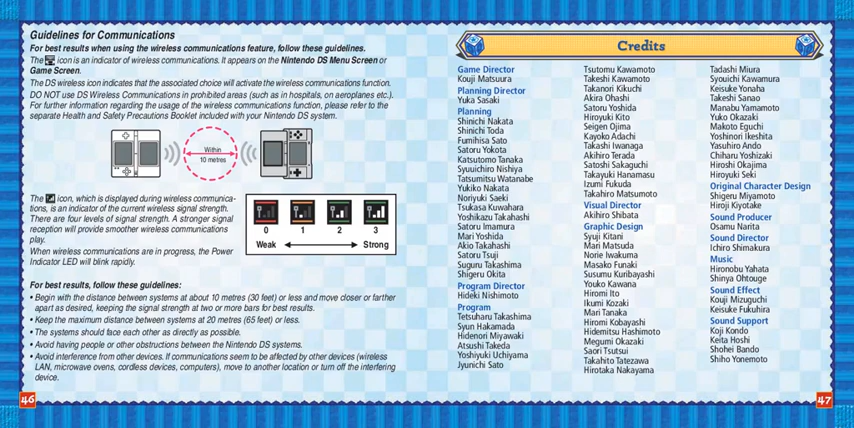 Guidelines for Communications
For best results when using the wireless communications feature, follow these guidelines.
The icon is an indicator of wireless communications. It appears on the Nintendo DS Menu Screen or
Game Screen.
The DS wireless icon indicates that the associated choice will activate the wireless communications function.
DO NOT use DS Wireless Communications in prohibited areas (such as in hospitals, on aeroplanes etc.).
For further information regarding the usage of the wireless communications function, please refer to the
separate Health and Safety Precautions Booklet included with your Nintendo DS system.
Within
10 metres
The icon, which is displayed during wireless communica-
tions, is an indicator of the current wireless signal strength.
There are four levels of signal strength. A stronger signal
reception will provide smoother wireless communications
play.
When wireless communications are in progress, the Power
Indicator LED will blink rapidly.
0 1 2 3
Weak Strong
For best results, follow these guidelines:
• Begin with the distance between systems at about 10 metres (30 feet) or less and move closer or farther
apart as desired, keeping the signal strength at two or more bars for best results.
• Keep the maximum distance between systems at 20 metres (65 feet) or less.
• The systems should face each other as directly as possible.
• Avoid having people or other obstructions between the Nintendo DS systems.
• Avoid interference from other devices. If communications seem to be affected by other devices (wireless
LAN, microwave ovens, cordless devices, computers), move to another location or turn off the interfering
device.
46
Credits
Game Director
Kouji Matsuura
Planning Director
Yuka Sasaki
Planning
Shinichi Nakata
Shinichi Toda
Fumihisa Sato
Satoru Yokota
Katsutomo Tanaka
Syuuichiro Nishiya
Tatsumitsu Watanabe
Yukiko Nakata
Noriyuki Saeki
Tsukasa Kuwahara
Yoshikazu Takahashi
Satoru Imamura
Mari Yoshida
Akio Takahashi
Satoru Tsuji
Suguru Takashima
Shigeru Okita
Program Director
Hideki Nishimoto
Program
Tetsuharu Takashima
Syun Hakamada
Hidenori Miyawaki
Atsushi Takeda
Yoshiyuki Uchiyama
Jyunichi Sato
Tsutomu Kawamoto
Takeshi Kawamoto
Takanori Kikuchi
Akira Ohashi
Satoru Yoshida
Hiroyuki Kito
Seigen Ojima
Kayoko Adachi
Takashi Iwanaga
Akihiro Terada
Satoshi Sakaguchi
Takayuki Hanamasu
Izumi Fukuda
Takahiro Matsumoto
Visual Director
Akihiro Shibata
Graphic Design
Syuji Kitani
Mari Matsuda
Norie Iwakuma
Masako Funaki
Susumu Kuribayashi
Youko Kawana
Hiromi Ito
Ikumi Kozaki
Mari Tanaka
Hiromi Kobayashi
Hidemitsu Hashimoto
Megumi Okazaki
Saori Tsutsui
Takahito Tatezawa
Hirotaka Nakayama
Tadashi Miura
Syouichi Kawamura
Keisuke Yonaha
Takeshi Sanao
Manabu Yamamoto
Yuko Okazaki
Makoto Eguchi
Yoshinori Ikeshita
Yasuhiro Ando
Chiharu Yoshizaki
Hiroshi Okajima
Hiroyuki Seki
Original Character Design
Shigeru Miyamoto
Hiroji Kiyotake
Sound Producer
Osamu Narita
Sound Director
Ichiro Shimakura
Music
Hironobu Yahata
Shinya Ohtouge
Sound Effect
Kouji Mizuguchi
Keisuke Fukuhira
Sound Support
Koji Kondo
Keita Hoshi
Shohei Bando
Shiho Yonemoto
47